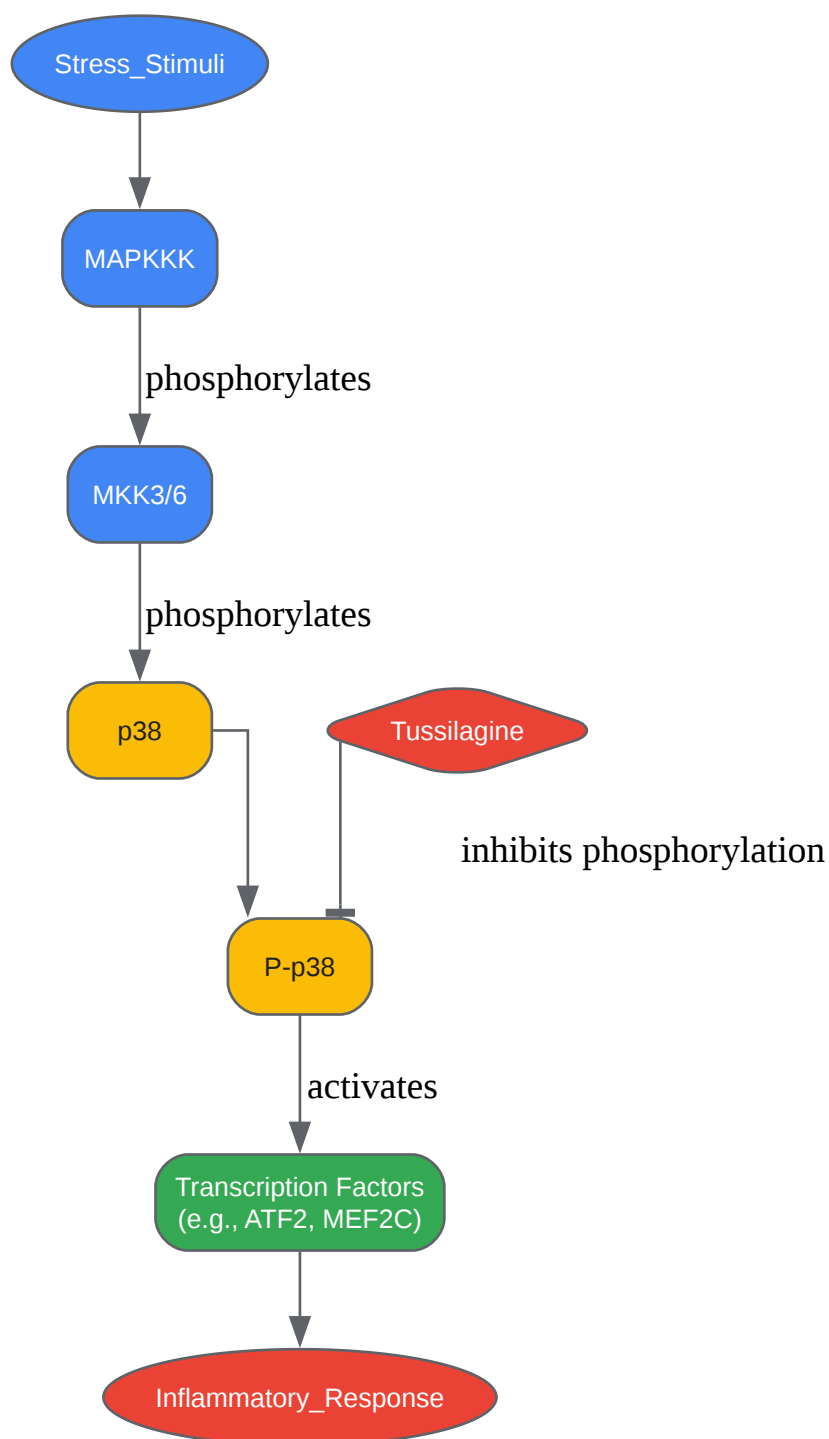 Stress_Stimuli
MAPKKK
phosphorylates
MKK3/6
phosphorylates
p38
Tussilagine
inhibits phosphorylation
P-p38
activates
Transcription Factors
(e.g., ATF2, MEF2C)
Inflammatory_Response